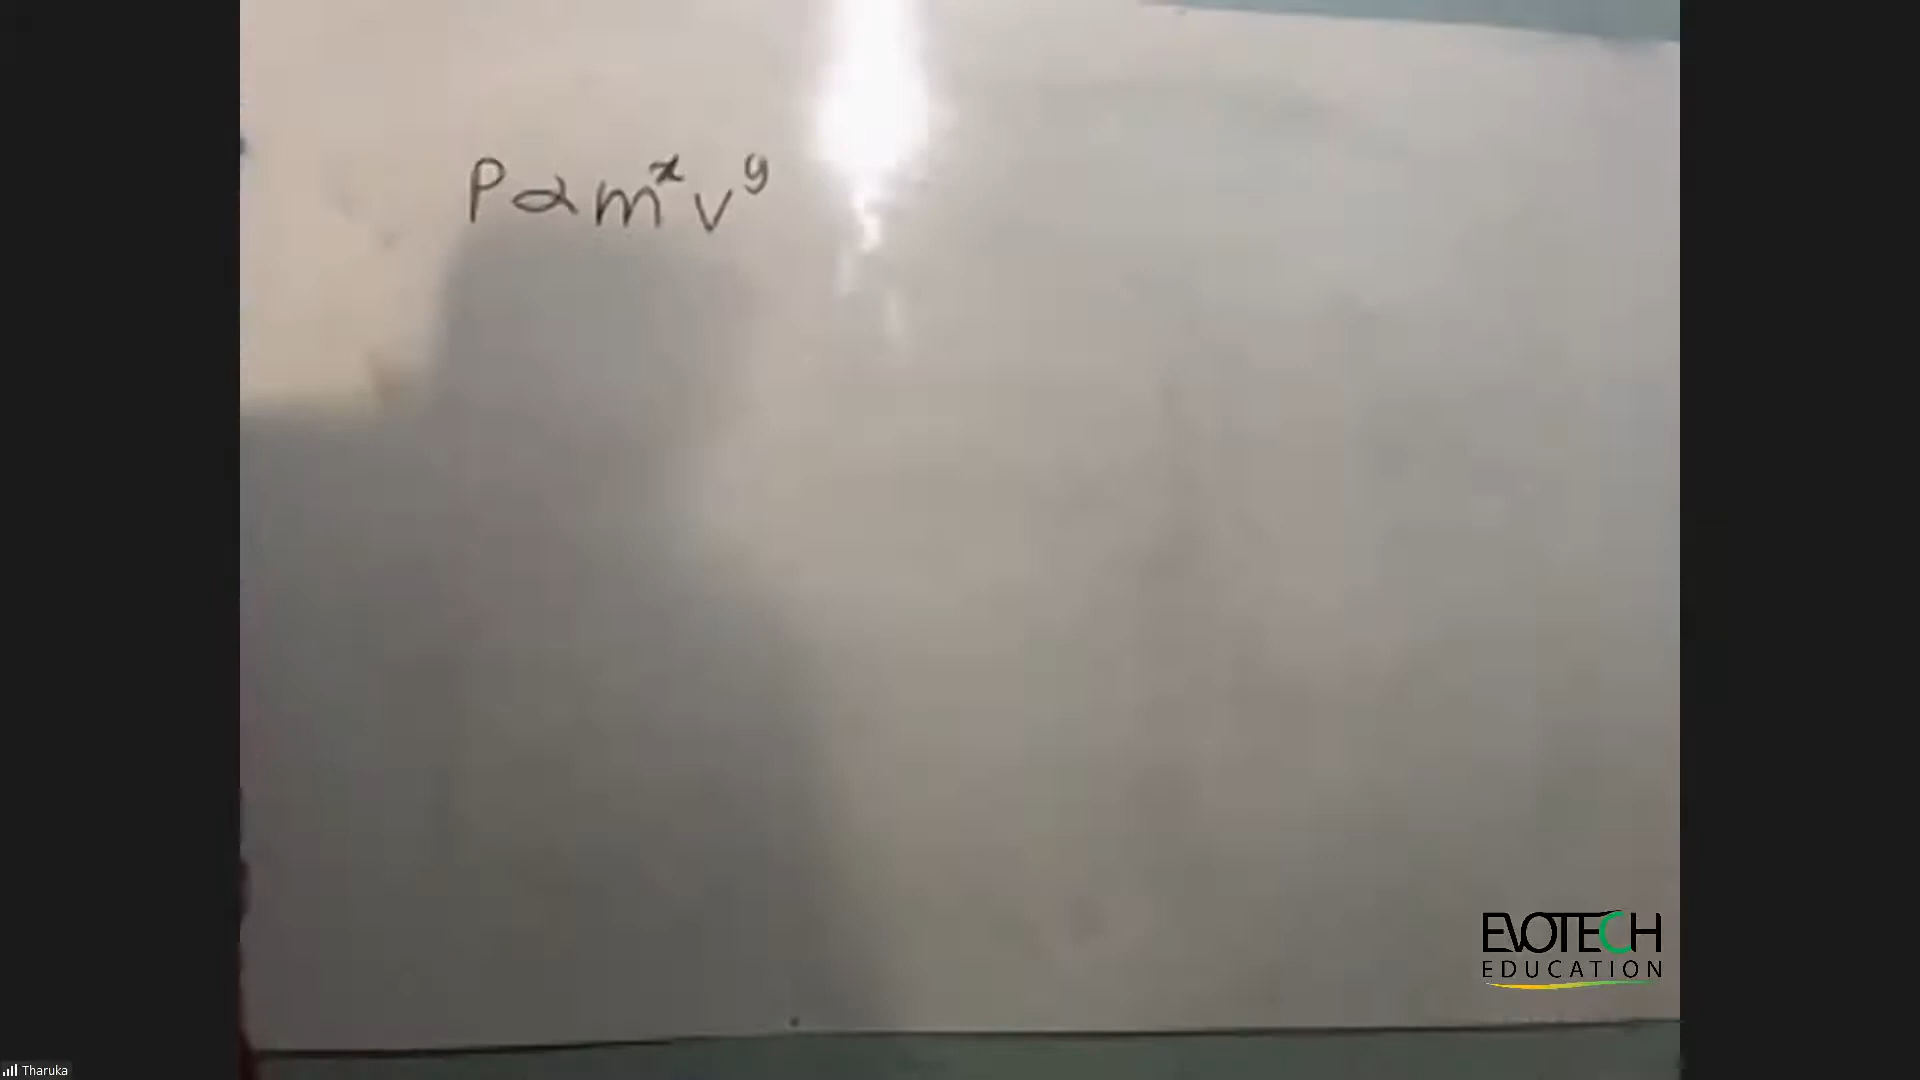 P α m^x v^y
EVOTECH
EDUCATION
Tharuka